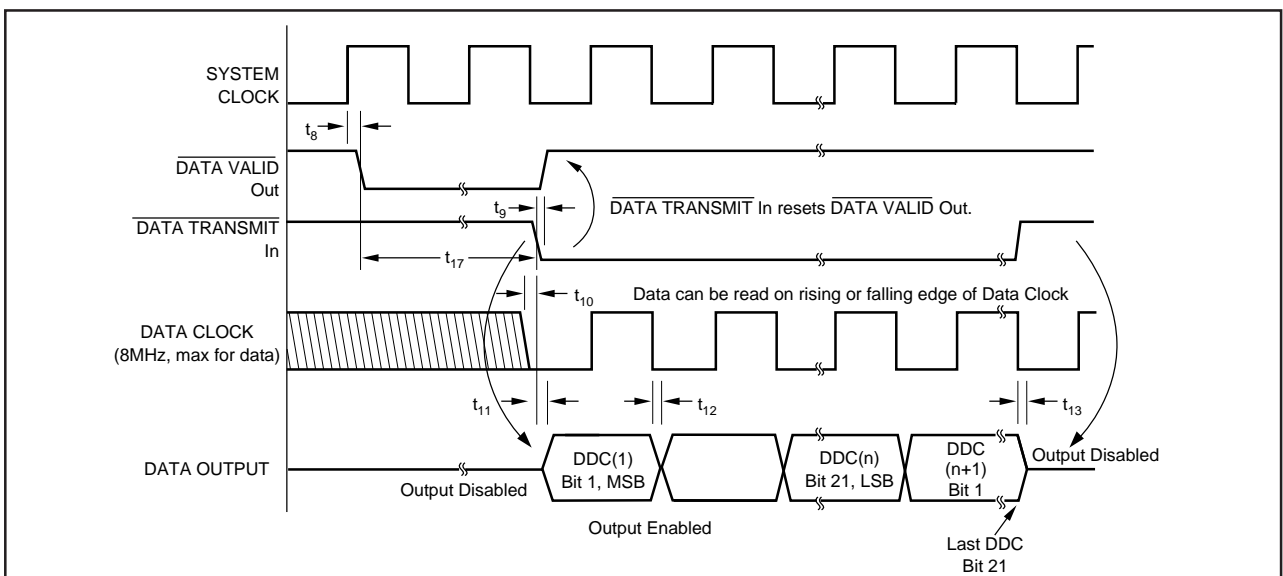 SYSTEM
CLOCK
t8
DATA VALID
Out
t9
DATA TRANSMIT In resets DATA VALID Out.
DATA TRANSMIT
In
t17
t10
Data can be read on rising or falling edge of Data Clock
DATA CLOCK
(8MHz, max for data)
t11
t12
t13
DATA OUTPUT
Output Disabled
DDC(1)
Bit 1, MSB
DDC(n)
Bit 21, LSB
DDC
(n+1)
Bit 1
Output Disabled
Output Enabled
Last DDC
Bit 21